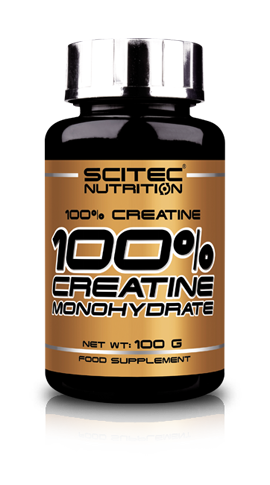 SCITEC®
NUTRITION
100% CREATINE
100%
CREATINE
MONOHYDRATE
NET WT: 100 G
FOOD SUPPLEMENT